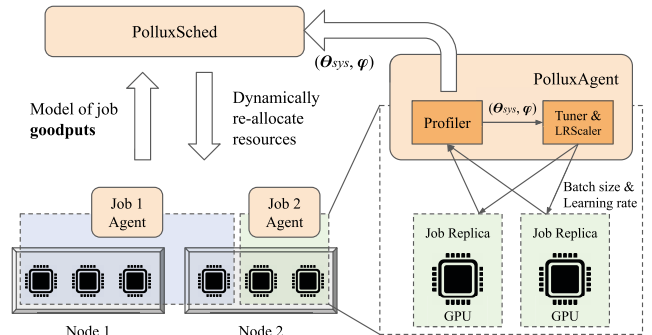 PolluxSched
(θsys, φ)
PolluxAgent
Model of job
goodputs
Dynamically
re-allocate
resources
Profiler
(θsys, φ)
Tuner &
LRScaler
Batch size &
Learning rate
Job 1
Agent
Job 2
Agent
Job Replica
Job Replica
GPU
GPU
Node 1
Node 2